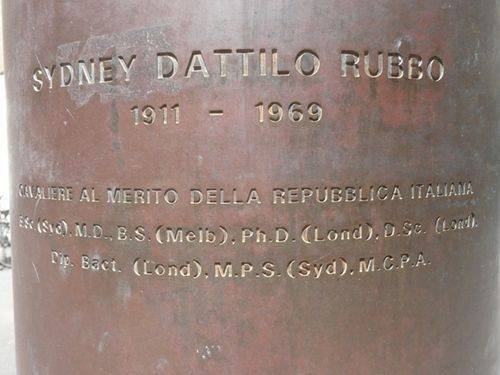 SYDNEY DATTILO RUBBO
1911 - 1969
CAVALIERE AL MERITO DELLA REPUBBLICA ITALIANA
B.Sc.(Syd), M.D., B.S. (Melb), Ph.D. (Lond), D.Sc. (Lond).
Dip. Bact. (Lond), M.P.S. (Syd), M.C.P.A.